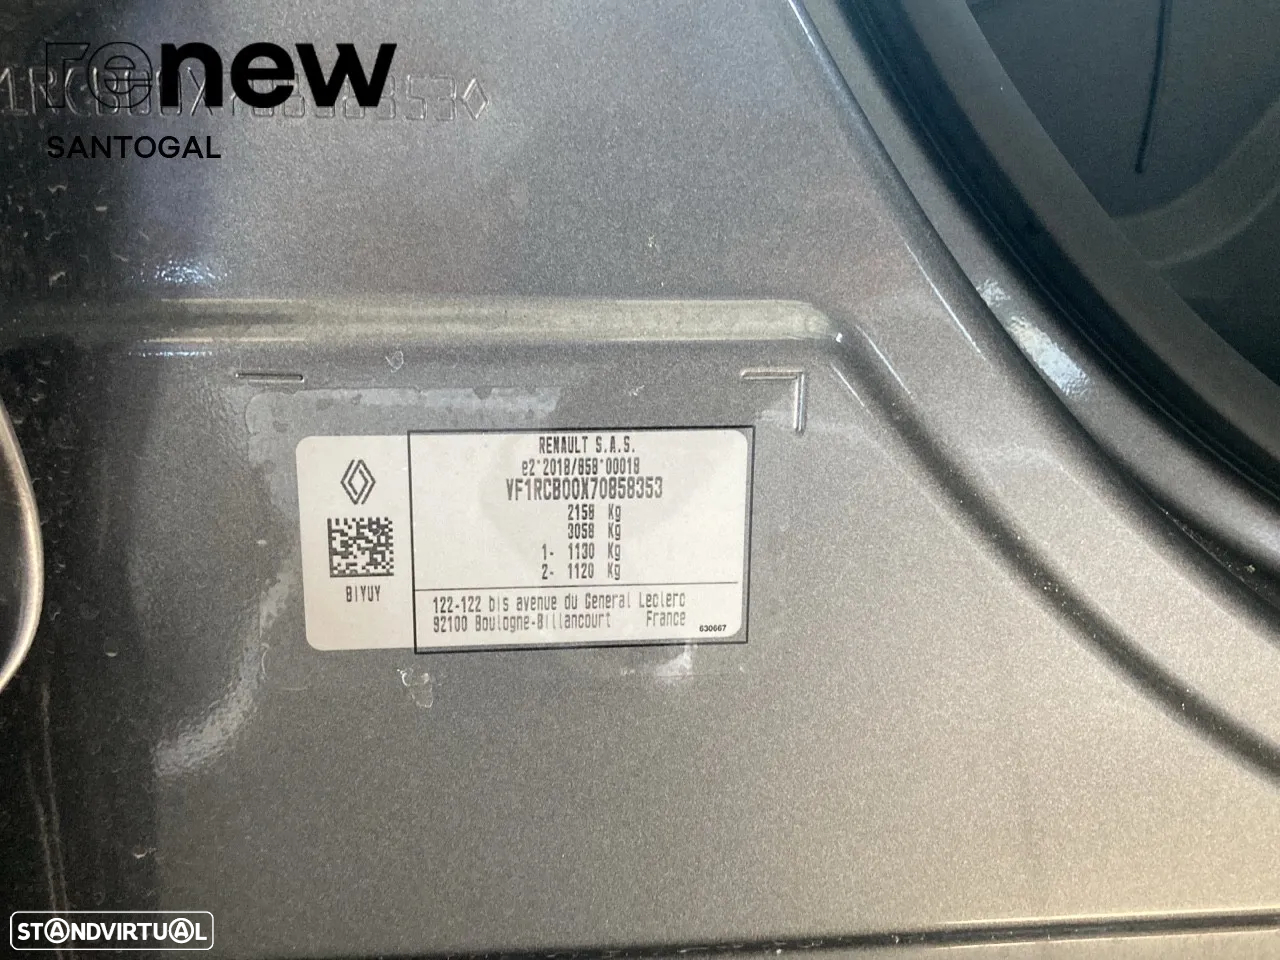 renew
SANTOGAL
RENAULT S.A.S.
e2*2018/858*00019
VF1RCB00X70858353
2158 Kg
3058 Kg
1- 1130 Kg
2- 1120 Kg
BIYUY
122-122 bis avenue du General Leclerc
92100 Boulogne-Billancourt France
630667
STANDVIRTUAL